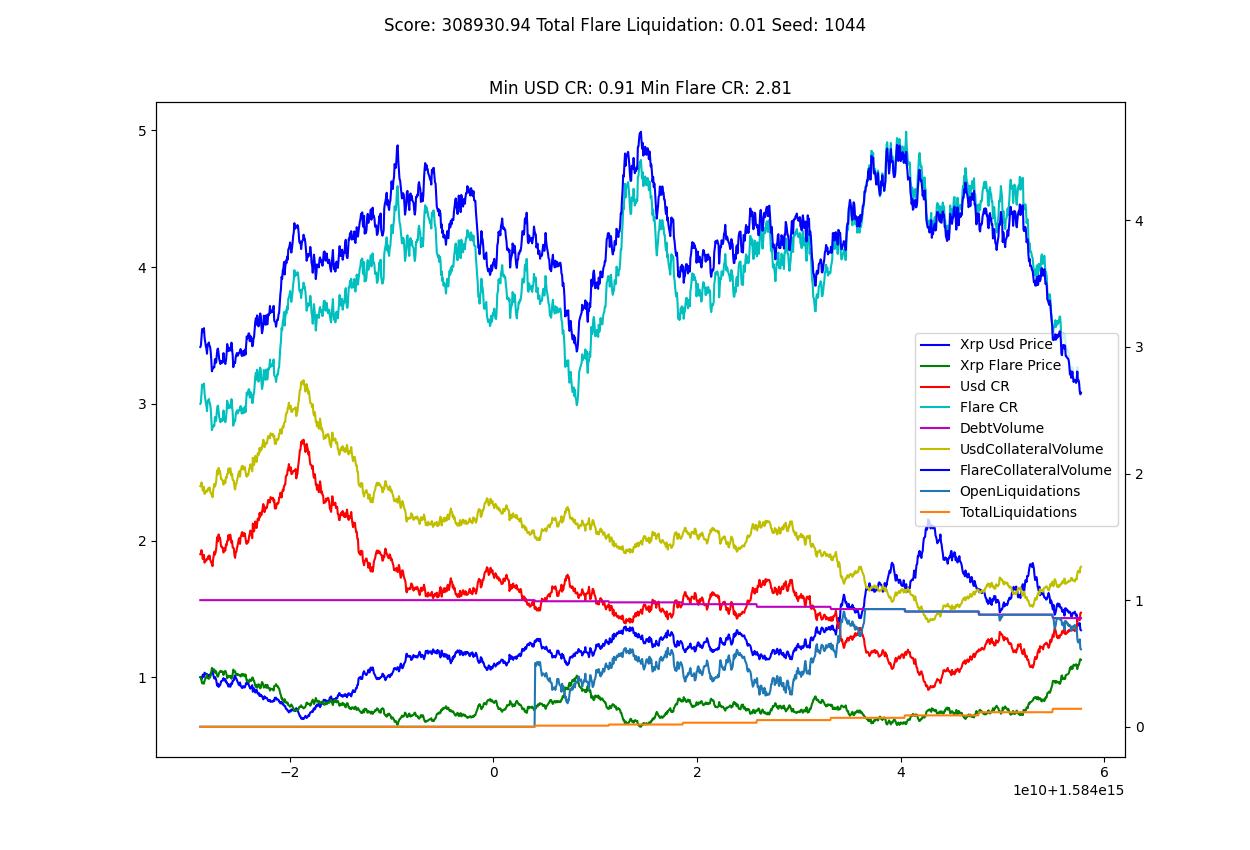 Score: 308930.94 Total Flare Liquidation: 0.01 Seed: 1044
Min USD CR: 0.91 Min Flare CR: 2.81
5
4
3
2
1
4
3
2
1
0
Xrp Usd Price
Xrp Flare Price
Usd CR
Flare CR
DebtVolume
UsdCollateralVolume
FlareCollateralVolume
OpenLiquidations
TotalLiquidations
−2
0
2
4
6
1e10+1.584e15